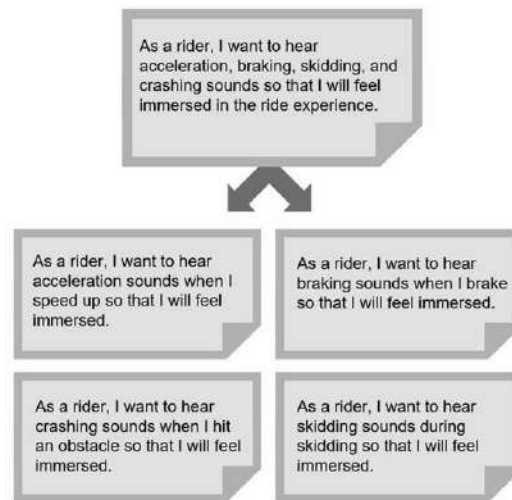 As a rider, I want to hear
acceleration, braking, skidding, and
crashing sounds so that I will feel
immersed in the ride experience.
As a rider, I want to hear
acceleration sounds when I
speed up so that I will feel
immersed.
As a rider, I want to hear
braking sounds when I brake
so that I will feel immersed.
As a rider, I want to hear
crashing sounds when I hit
an obstacle so that I will feel
immersed.
As a rider, I want to hear
skidding sounds during
skidding so that I will feel
immersed.